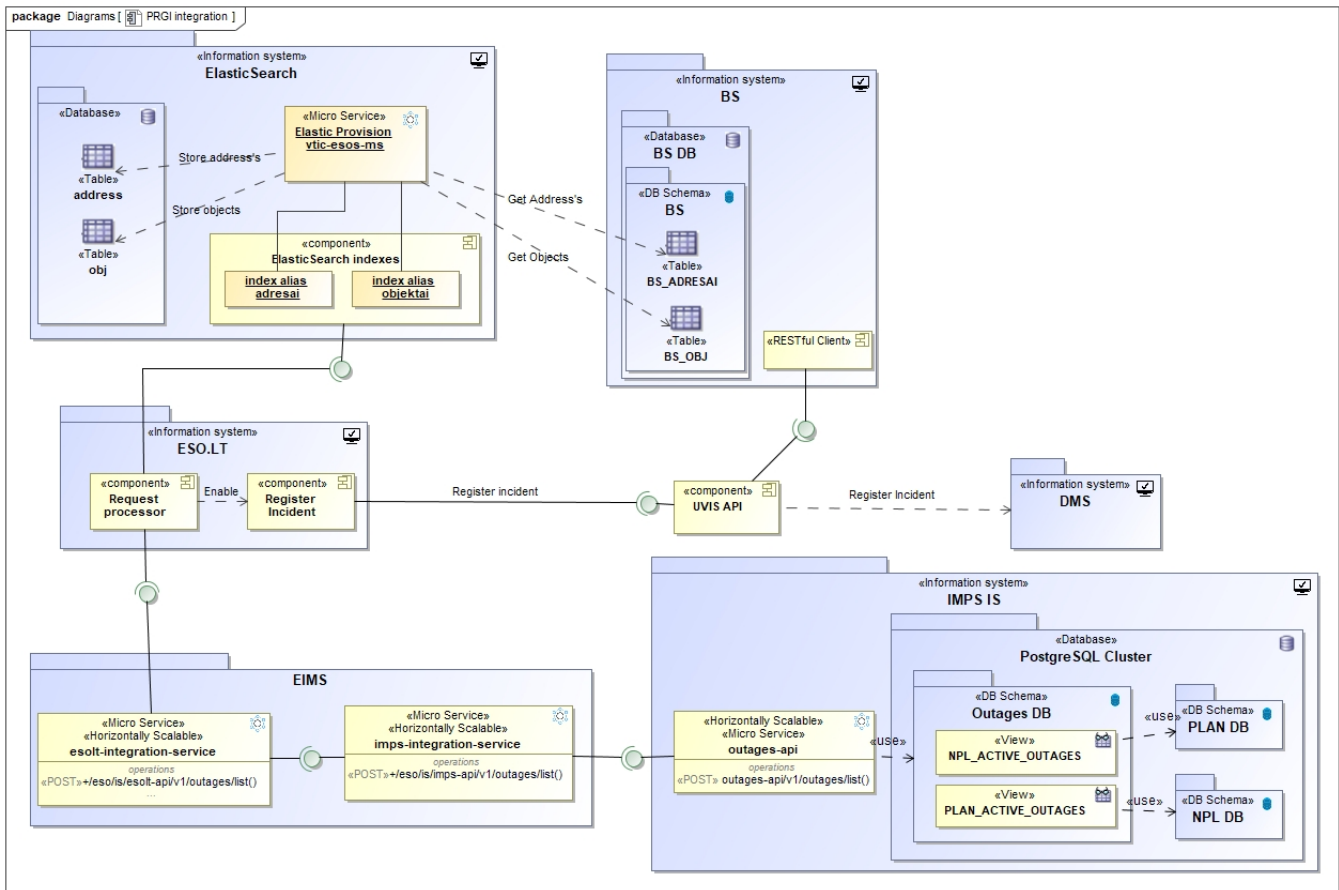 package Diagrams [ PRGI integration ]
«Information system»
ElasticSearch
«Database»
«Table»
address
«Table»
obj
«Micro Service»
Elastic Provision
vtic-esos-ms
Store address's
Store objects
«component»
ElasticSearch indexes
index alias
adresai
index alias
objektai
Get Address's
Get Objects
«Information system»
BS
«Database»
BS DB
«DB Schema»
BS
«Table»
BS_ADRESAI
«Table»
BS_OBJ
«RESTful Client»
«Information system»
ESO.LT
«component»
Request
processor
Enable
«component»
Register
Incident
Register incident
«component»
UVIS API
Register Incident
«Information system»
DMS
EIMS
«Micro Service»
«Horizontally Scalable»
esolt-integration-service
operations
«POST»+/eso/is/esolt-api/v1/outages/list()
...
«Micro Service»
«Horizontally Scalable»
imps-integration-service
operations
«POST»+/eso/is/imps-api/v1/outages/list()
«Information system»
IMPS IS
«Horizontally Scalable»
«Micro Service»
outages-api
operations
«POST» outages-api/v1/outages/list()
«use»
«Database»
PostgreSQL Cluster
«DB Schema»
Outages DB
«View»
NPL_ACTIVE_OUTAGES
«View»
PLAN_ACTIVE_OUTAGES
«use»
«DB Schema»
PLAN DB
«use»
«DB Schema»
NPL DB